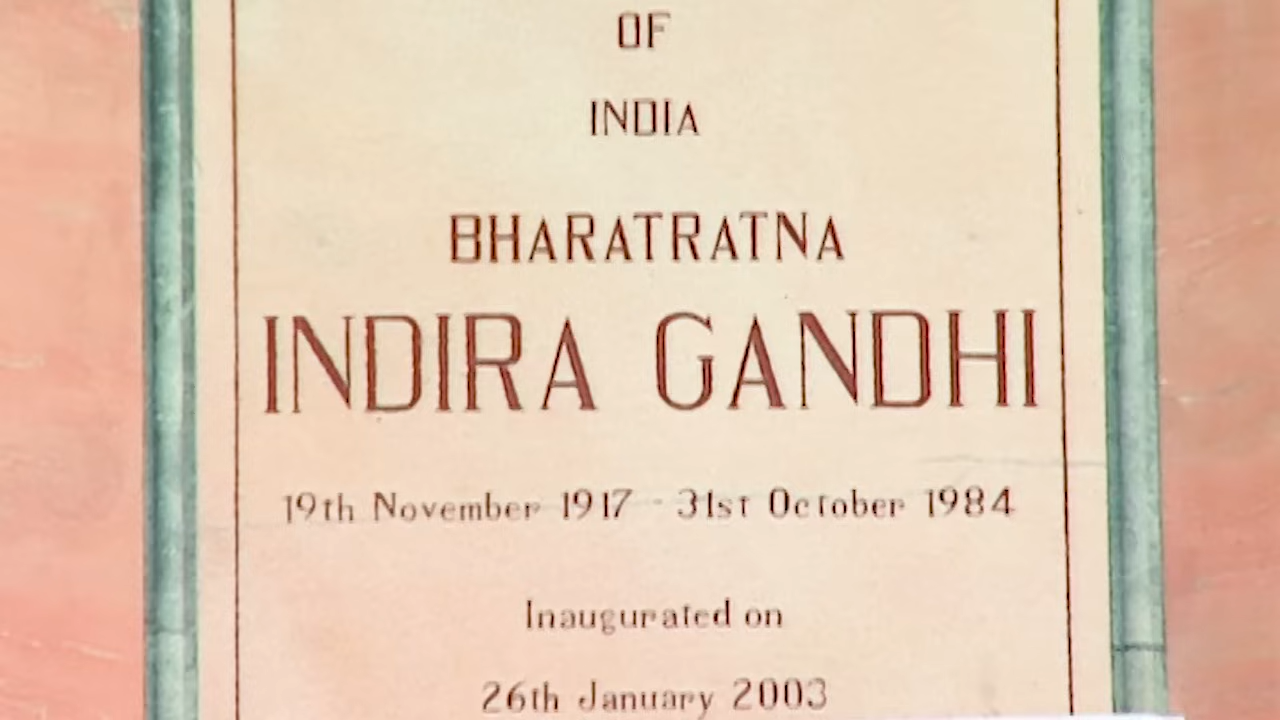 OF
INDIA
BHARATRATNA
INDIRA GANDHI
19th November 1917 - 31st October 1984
Inaugurated on
26th January 2003